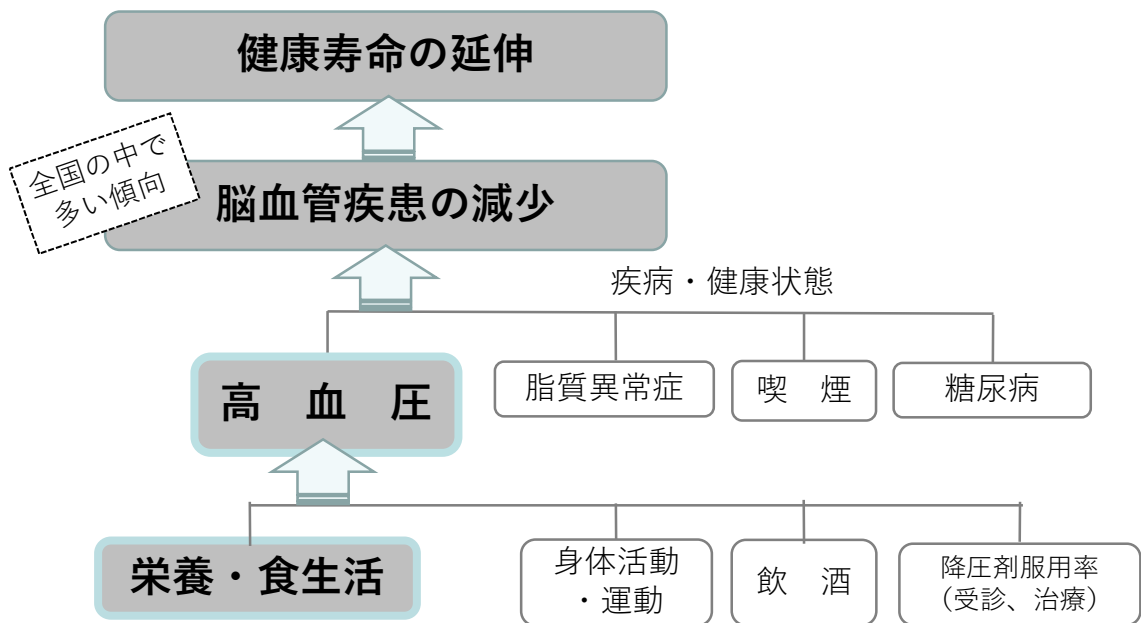 健康寿命の延伸
全国の中で
多い傾向
脳血管疾患の減少
疾病・健康状態
高　血　圧
脂質異常症
喫　煙
糖尿病
栄養・食生活
身体活動
・運動
飲　酒
降圧剤服用率
（受診、治療）